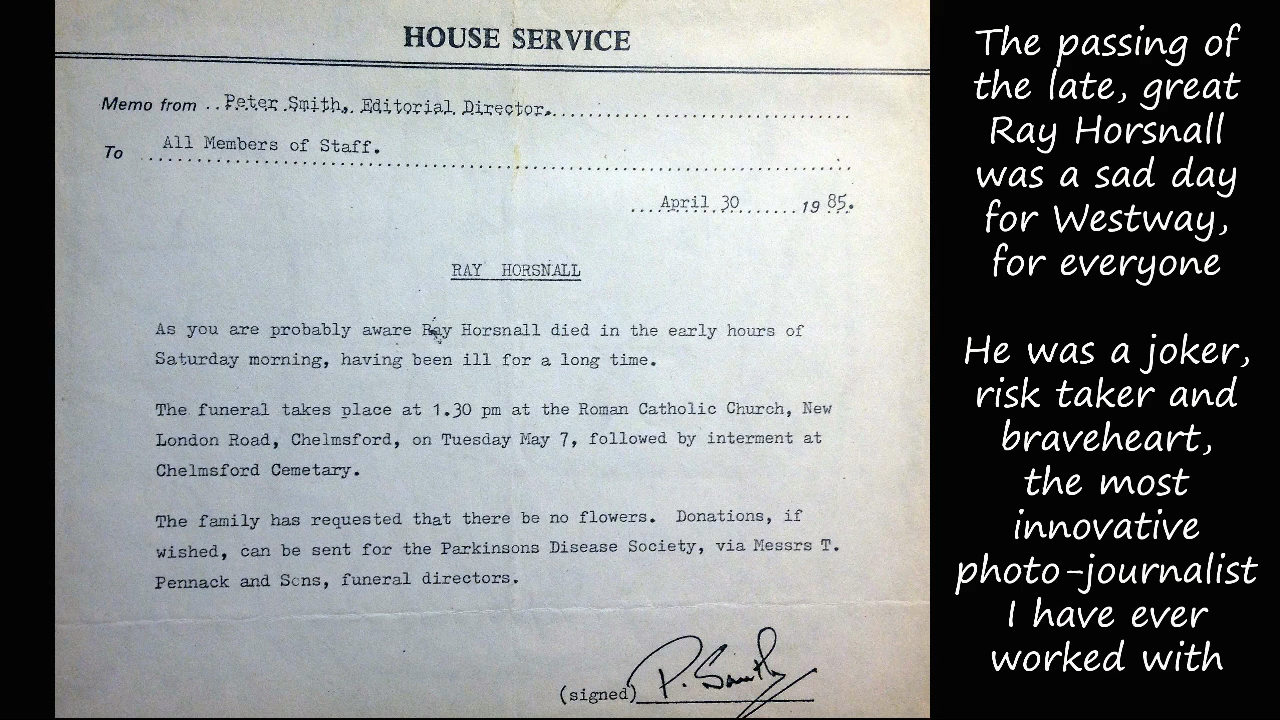 HOUSE SERVICE
Memo from .. Peter Smith, Editorial Director.
To All Members of Staff.
April 30 1985.
RAY HORSNALL
As you are probably aware Ray Horsnall died in the early hours of
Saturday morning, having been ill for a long time.
The funeral takes place at 1.30 pm at the Roman Catholic Church, New
London Road, Chelmsford, on Tuesday May 7, followed by interment at
Chelmsford Cemetary.
The family has requested that there be no flowers. Donations, if
wished, can be sent for the Parkinsons Disease Society, via Messrs T.
Pennack and Sons, funeral directors.
(signed) P. Smith
The passing of
the late, great
Ray Horsnall
was a sad day
for Westway,
for everyone
He was a joker,
risk taker and
braveheart,
the most
innovative
photo-journalist
I have ever
worked with